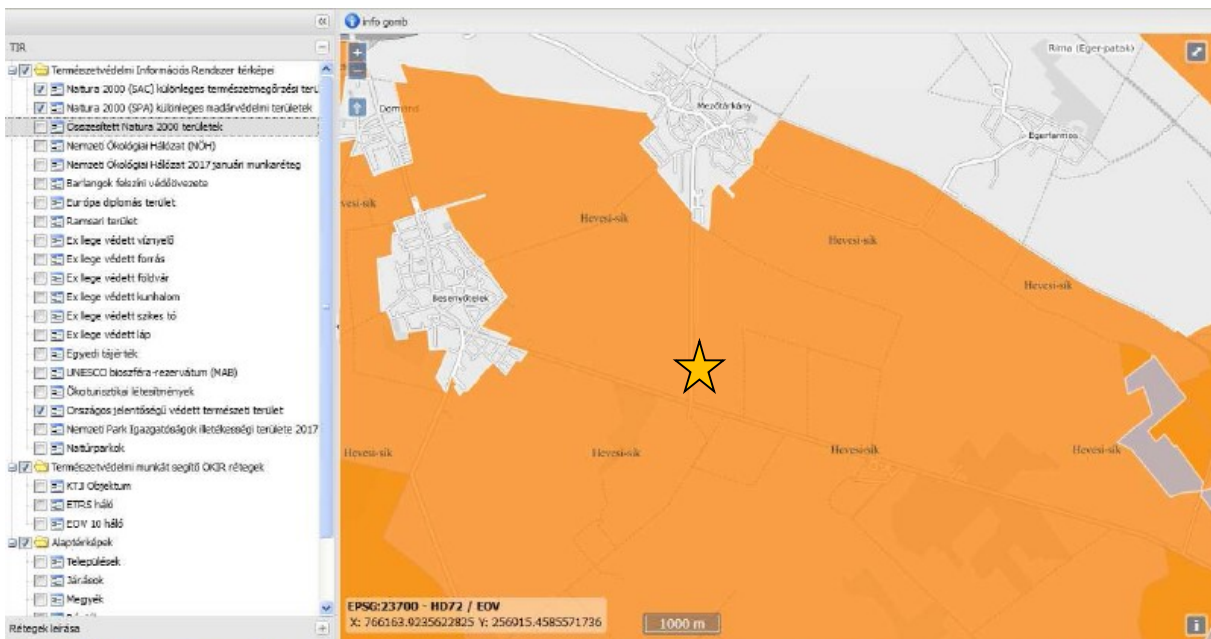 info gomb
TIR
Természetvédelmi Információs Rendszer térképei
Natura 2000 (SAC) különleges természetmegőrzési terü
Natura 2000 (SPA) különleges madárvédelmi területek
Összesített Natura 2000 területek
Nemzeti Ökológiai Hálózat (NÖH)
Nemzeti Ökológiai Hálózat 2017 januári munkaréteg
Barlangok felszíni védőövezete
Európa diplomás terület
Ramsari terület
Ex lege védett víznyelő
Ex lege védett forrás
Ex lege védett földvár
Ex lege védett kunhalom
Ex lege védett szikes tó
Ex lege védett láp
Egyedi tájérték
UNESCO bioszféra-rezervátum (MAB)
Ökoturisztikai létesítmények
Országos jelentőségű védett természeti terület
Nemzeti Park Igazgatóságok illetékességi területe 2017
Natúrparkok
Természetvédelmi munkát segítő OKIR rétegek
KTJ Objektum
ETRS háló
EOV 10 háló
Alaptérképek
Települések
Járások
Megyék
Rétegek leírása
Rima (Eger-patak)
Dormánd
Mezőtárkány
Egerfarmos
vesi-sík
Hevesi-sík
Hevesi-sík
Hevesi-sík
Besenyőtelek
Hevesi-sík
Hevesi-sík
Hevesi-sík
Hevesi-sík
EPSG:23700 - HD72 / EOV
X: 766163.9235622825 Y: 256915.4585571736
1000 m